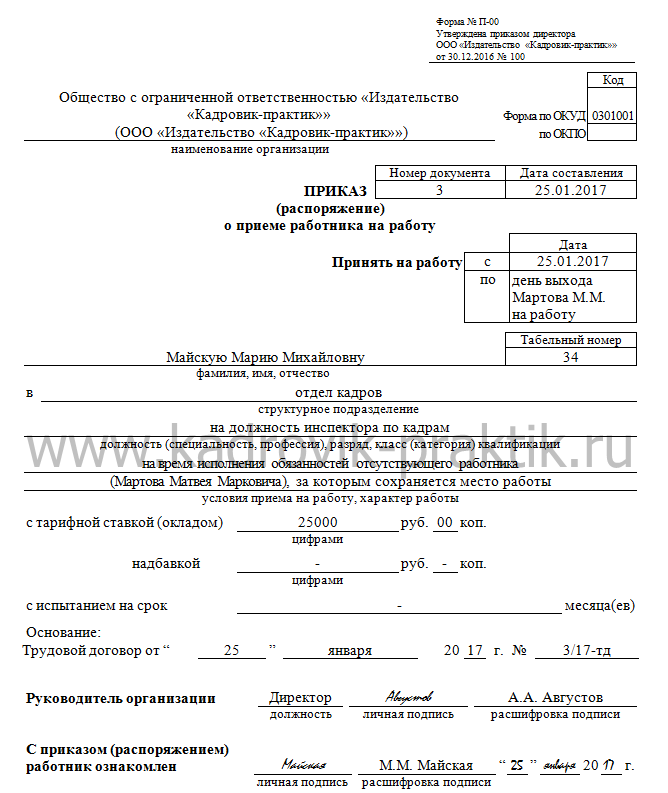 Форма № П-00
Утверждена приказом директора
ООО «Издательство «Кадровик-практик»»
от 30.12.2016 № 100
Код
Общество с ограниченной ответственностью «Издательство
«Кадровик-практик»»
Форма по ОКУД 0301001
(ООО «Издательство «Кадровик-практик»») по ОКПО
наименование организации
Номер документа Дата составления
ПРИКАЗ 3 25.01.2017
(распоряжение)
о приеме работника на работу
Дата
Принять на работу с 25.01.2017
по день выхода
Мартова М.М.
на работу
Табельный номер
Майскую Марию Михайловну 34
фамилия, имя, отчество
в отдел кадров
структурное подразделение
на должность инспектора по кадрам
должность (специальность, профессия), разряд, класс (категория) квалификации
www.kadrovik-praktik.ru
на время исполнения обязанностей отсутствующего работника
(Мартова Матвея Марковича), за которым сохраняется место работы
условия приема на работу, характер работы
с тарифной ставкой (окладом) 25000 руб. 00 коп.
цифрами
надбавкой - руб. - коп.
цифрами
с испытанием на срок - месяца(ев)
Основание:
Трудовой договор от “ 25 ” января 20 17 г. № 3/17-тд
Руководитель организации Директор Августов А.А. Августов
должность личная подпись расшифровка подписи
С приказом (распоряжением)
работник ознакомлен Майская М.М. Майская “ 25 ” января 20 17 г.
личная подпись расшифровка подписи